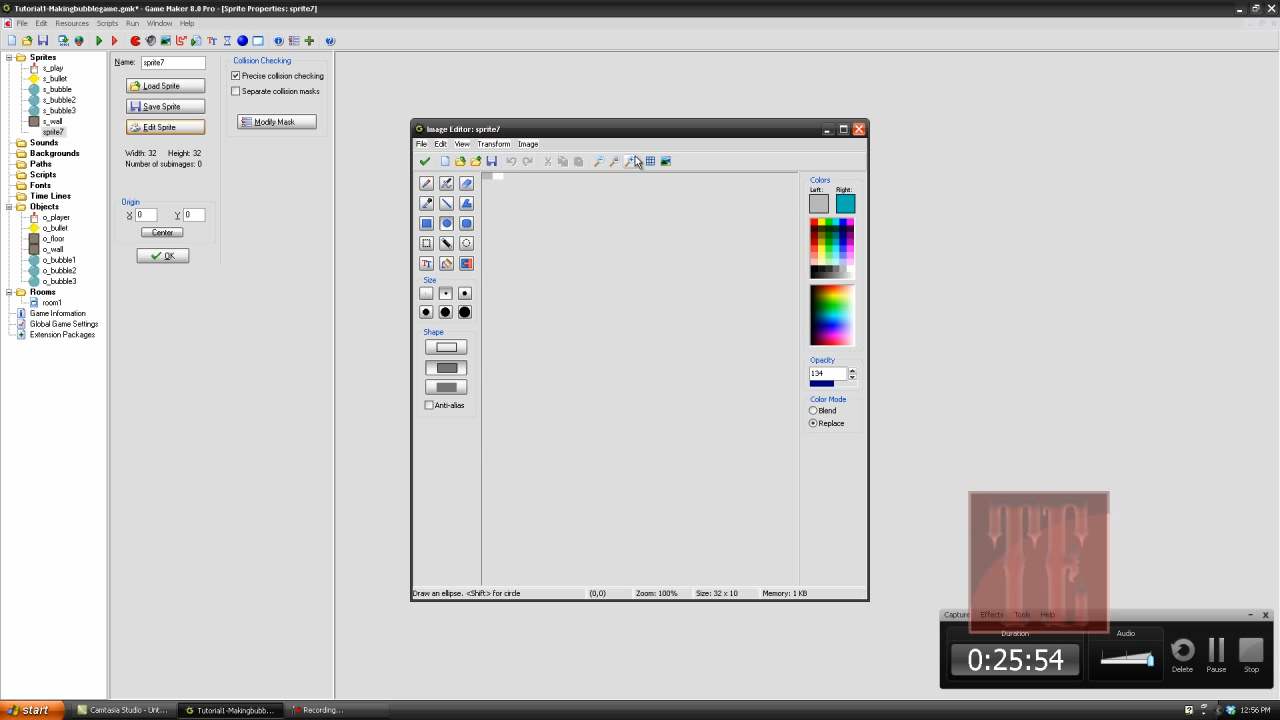 Tutorial1-Makingbubblegame.gmk* - Game Maker 8.0 Pro - [Sprite Properties: sprite7]
File Edit Resources Scripts Run Window Help
Sprites
s_play
s_bullet
s_bubble
s_bubble2
s_bubble3
s_wall
sprite7
Sounds
Backgrounds
Paths
Scripts
Fonts
Time Lines
Objects
o_player
o_bullet
o_floor
o_wall
o_bubble1
o_bubble2
o_bubble3
Rooms
room1
Game Information
Global Game Settings
Extension Packages
Name: sprite7
Load Sprite
Save Sprite
Edit Sprite
Width: 32 Height: 32
Number of subimages: 0
Origin
X 0 Y 0
Center
OK
Collision Checking
Precise collision checking
Separate collision masks
Modify Mask
Image Editor: sprite7
File Edit View Transform Image
Size
Shape
Anti-alias
Colors
Left: Right:
Opacity
134
Color Mode
Blend
Replace
Draw an ellipse. <Shift> for circle (0,0) Zoom: 100% Size: 32 x 10 Memory: 1 KB
Capture Effects Tools Help
Duration Audio
0:25:54
Delete Pause Stop
start
Camtasia Studio - Unt...
Tutorial1-Makingbubb...
Recording...
12:56 PM